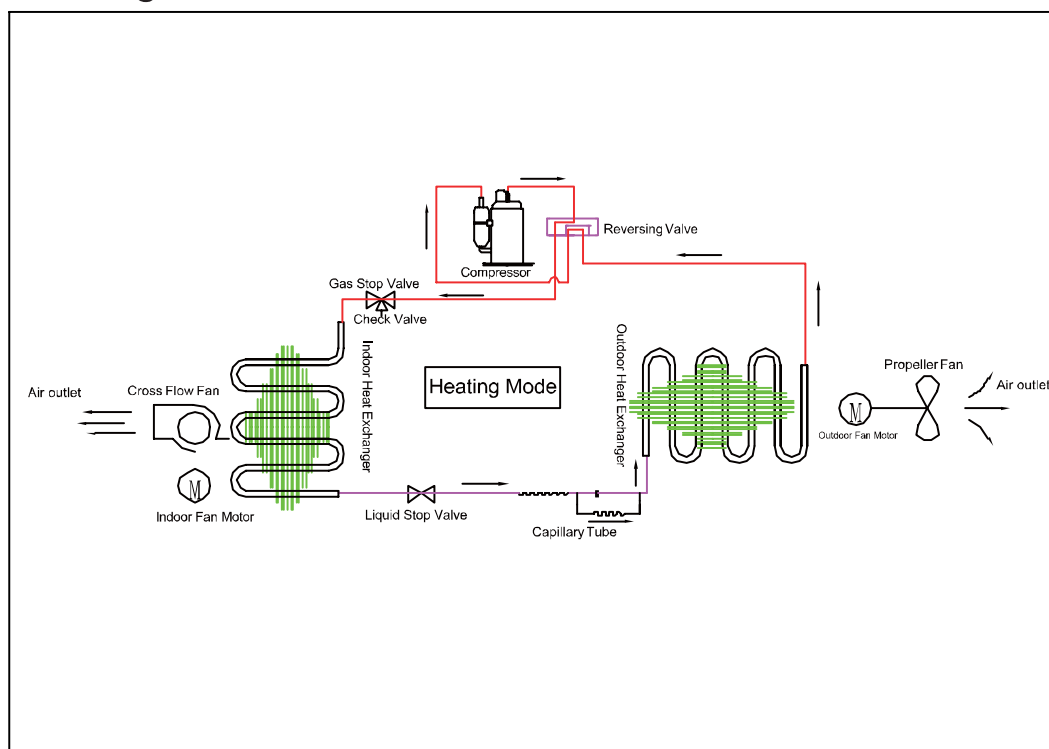 Reversing Valve
Compressor
Gas Stop Valve
Check Valve
Indoor Heat Exchanger
Outdoor Heat Exchanger
Heating Mode
Air outlet
Cross Flow Fan
M
Indoor Fan Motor
Propeller Fan
Air outlet
M
Outdoor Fan Motor
Liquid Stop Valve
Capillary Tube